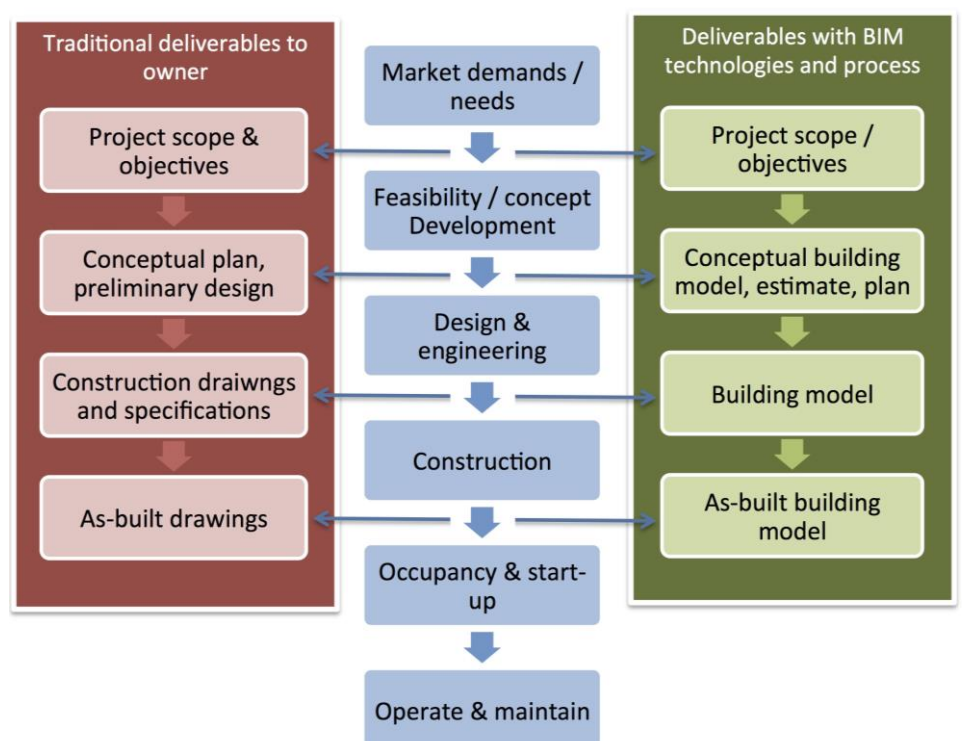 Traditional deliverables to
owner
Project scope &
objectives
Conceptual plan,
preliminary design
Construction draiwngs
and specifications
As-built drawings
Market demands /
needs
Feasibility / concept
Development
Design &
engineering
Construction
Occupancy & start-
up
Operate & maintain
Deliverables with BIM
technologies and process
Project scope /
objectives
Conceptual building
model, estimate, plan
Building model
As-built building
model